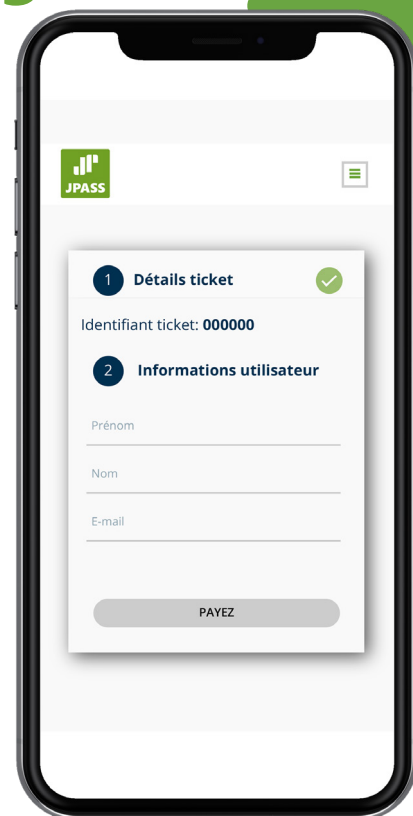 JPASS
1 Détails ticket
Identifiant ticket: 000000
2 Informations utilisateur
Prénom
Nom
E-mail
PAYEZ